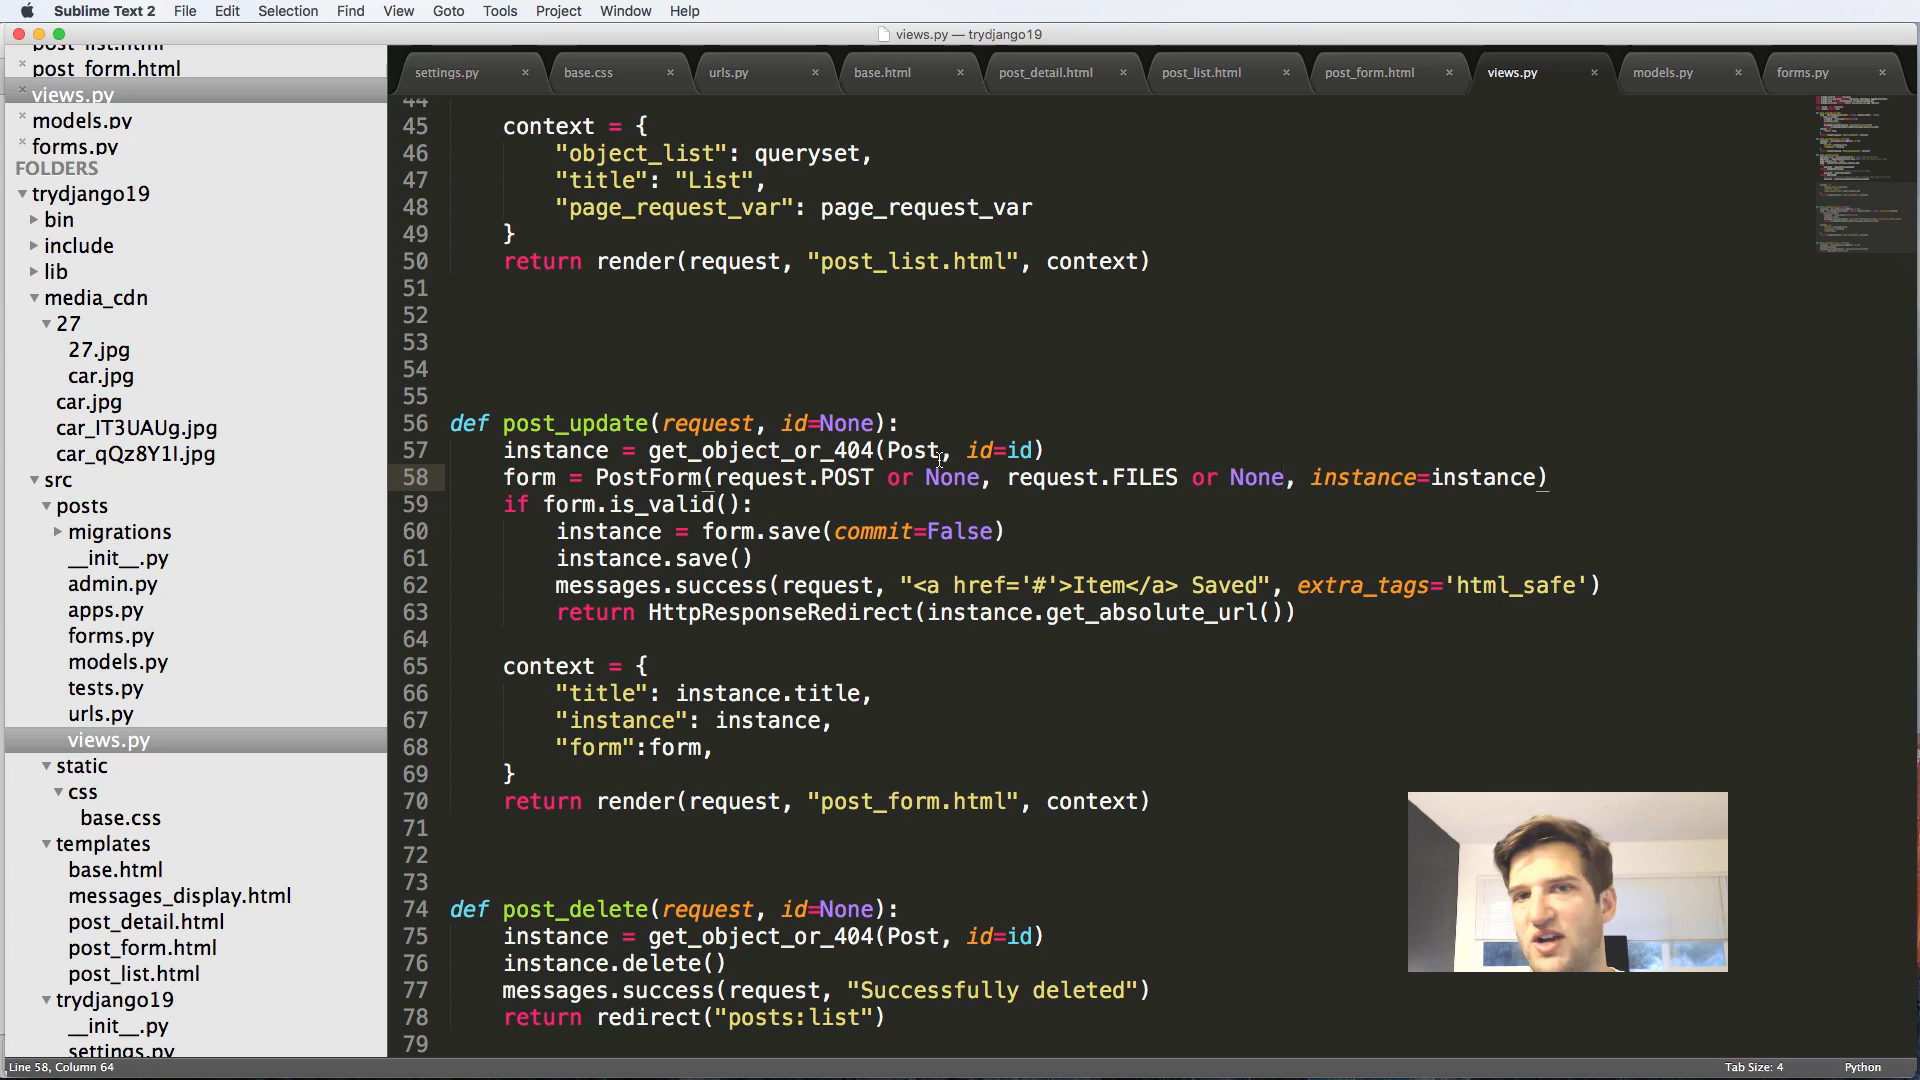 Sublime Text 2 File Edit Selection Find View Goto Tools Project Window Help
views.py — trydjango19
settings.py × base.css × urls.py × base.html × post_detail.html × post_list.html × post_form.html × views.py × models.py × forms.py ×
post_list.html
× post_form.html
× views.py
× models.py
× forms.py
FOLDERS
trydjango19
bin
include
lib
media_cdn
27
27.jpg
car.jpg
car.jpg
car_IT3UAUg.jpg
car_qQz8Y1I.jpg
src
posts
migrations
__init__.py
admin.py
apps.py
forms.py
models.py
tests.py
urls.py
views.py
static
css
base.css
templates
base.html
messages_display.html
post_detail.html
post_form.html
post_list.html
trydjango19
__init__.py
settings.py
44
45 context = {
46 "object_list": queryset,
47 "title": "List",
48 "page_request_var": page_request_var
49 }
50 return render(request, "post_list.html", context)
51
52
53
54
55
56 def post_update(request, id=None):
57 instance = get_object_or_404(Post, id=id)
58 form = PostForm(request.POST or None, request.FILES or None, instance=instance)
59 if form.is_valid():
60 instance = form.save(commit=False)
61 instance.save()
62 messages.success(request, "<a href='#'>Item</a> Saved", extra_tags='html_safe')
63 return HttpResponseRedirect(instance.get_absolute_url())
64
65 context = {
66 "title": instance.title,
67 "instance": instance,
68 "form":form,
69 }
70 return render(request, "post_form.html", context)
71
72
73
74 def post_delete(request, id=None):
75 instance = get_object_or_404(Post, id=id)
76 instance.delete()
77 messages.success(request, "Successfully deleted")
78 return redirect("posts:list")
79
Line 58, Column 64 Tab Size: 4 Python